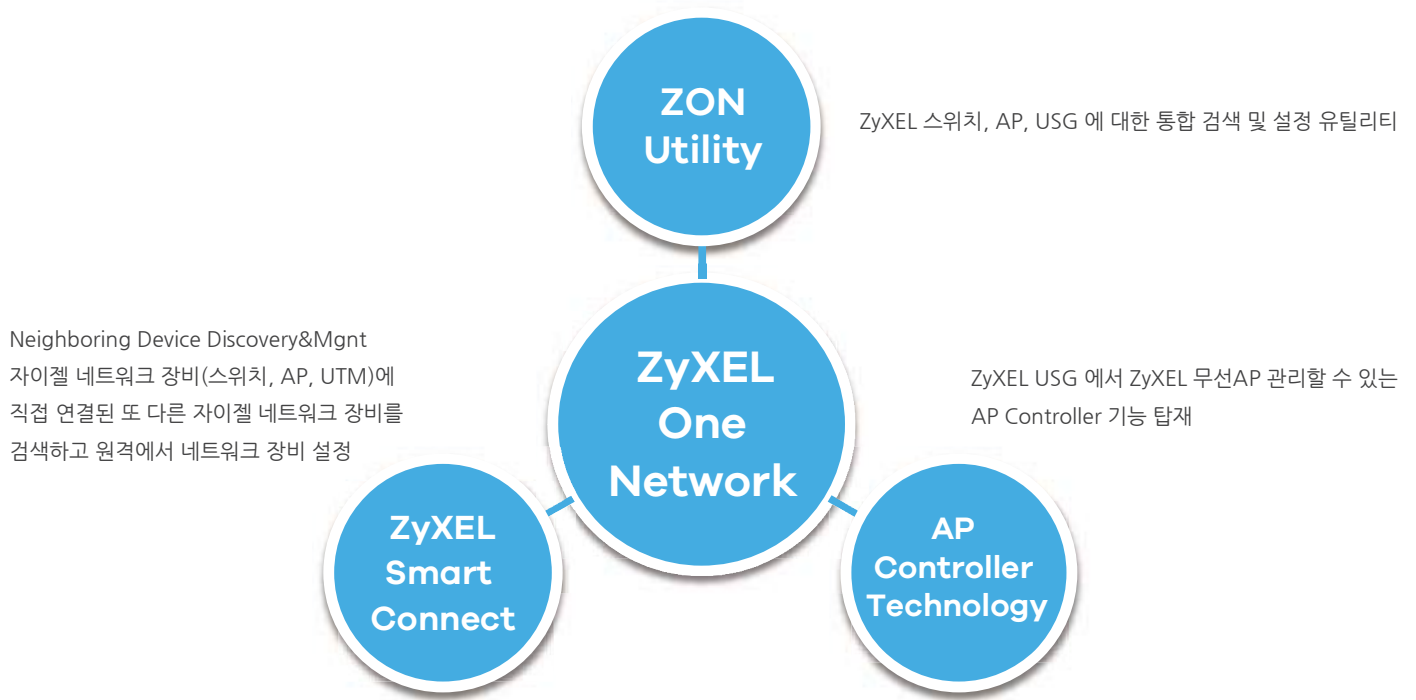 ZON
Utility
ZyXEL 스위치, AP, USG 에 대한 통합 검색 및 설정 유틸리티
Neighboring Device Discovery&Mgnt
자이젤 네트워크 장비(스위치, AP, UTM)에
직접 연결된 또 다른 자이젤 네트워크 장비를
검색하고 원격에서 네트워크 장비 설정
ZyXEL
One
Network
ZyXEL USG 에서 ZyXEL 무선AP 관리할 수 있는
AP Controller 기능 탑재
ZyXEL
Smart
Connect
AP
Controller
Technology